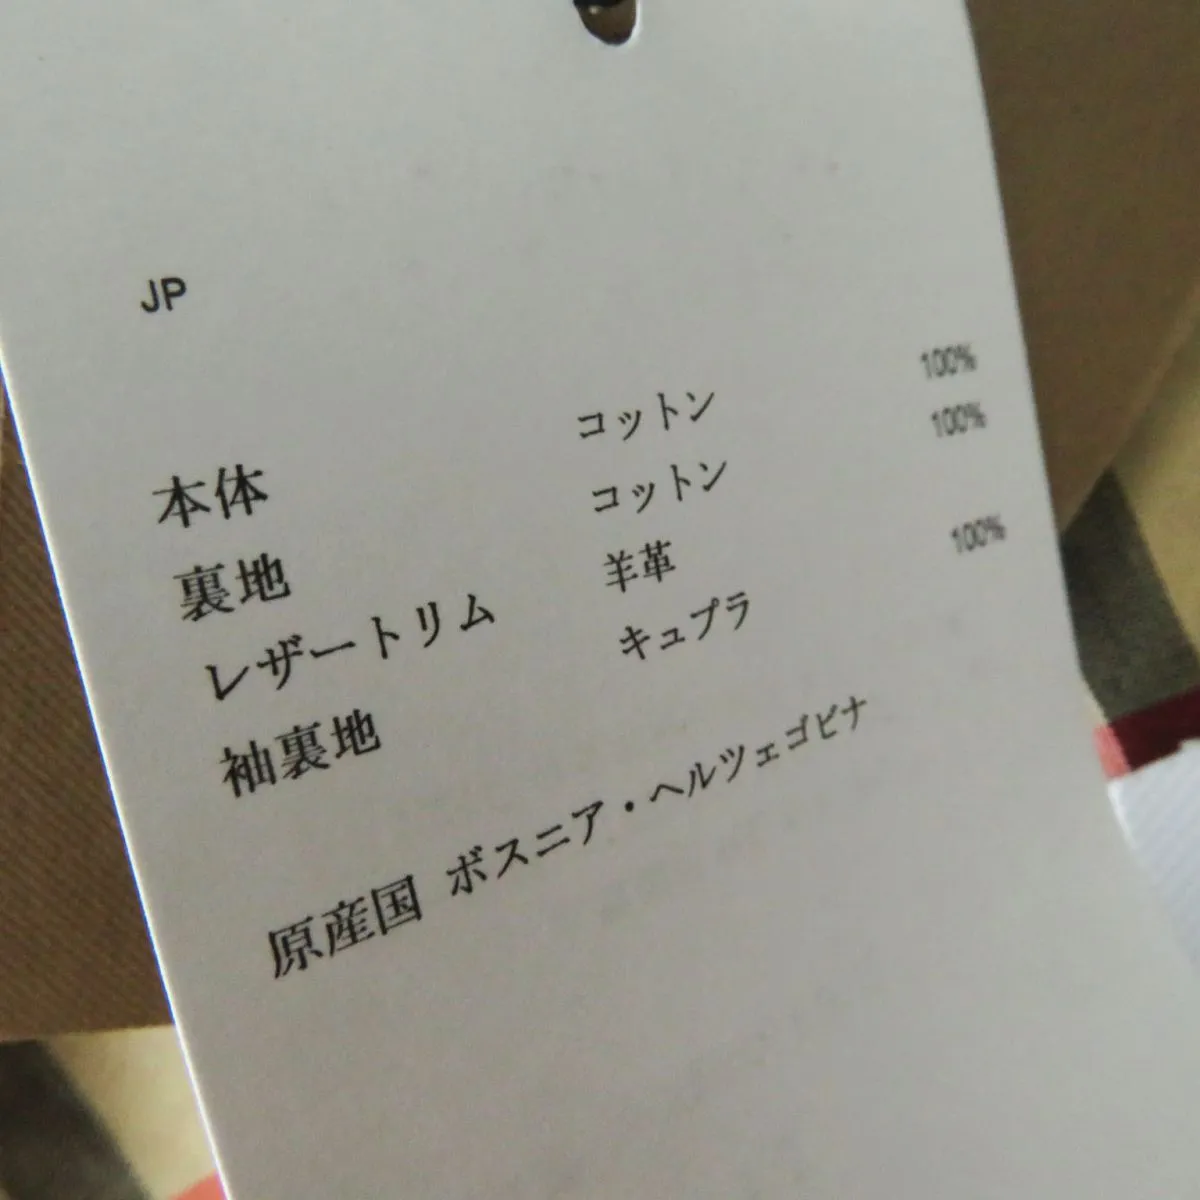 JP
本体 コットン 100%
裏地 コットン 100%
レザートリム 羊革
袖裏地 キュプラ 100%
原産国 ボスニア・ヘルツェゴビナ